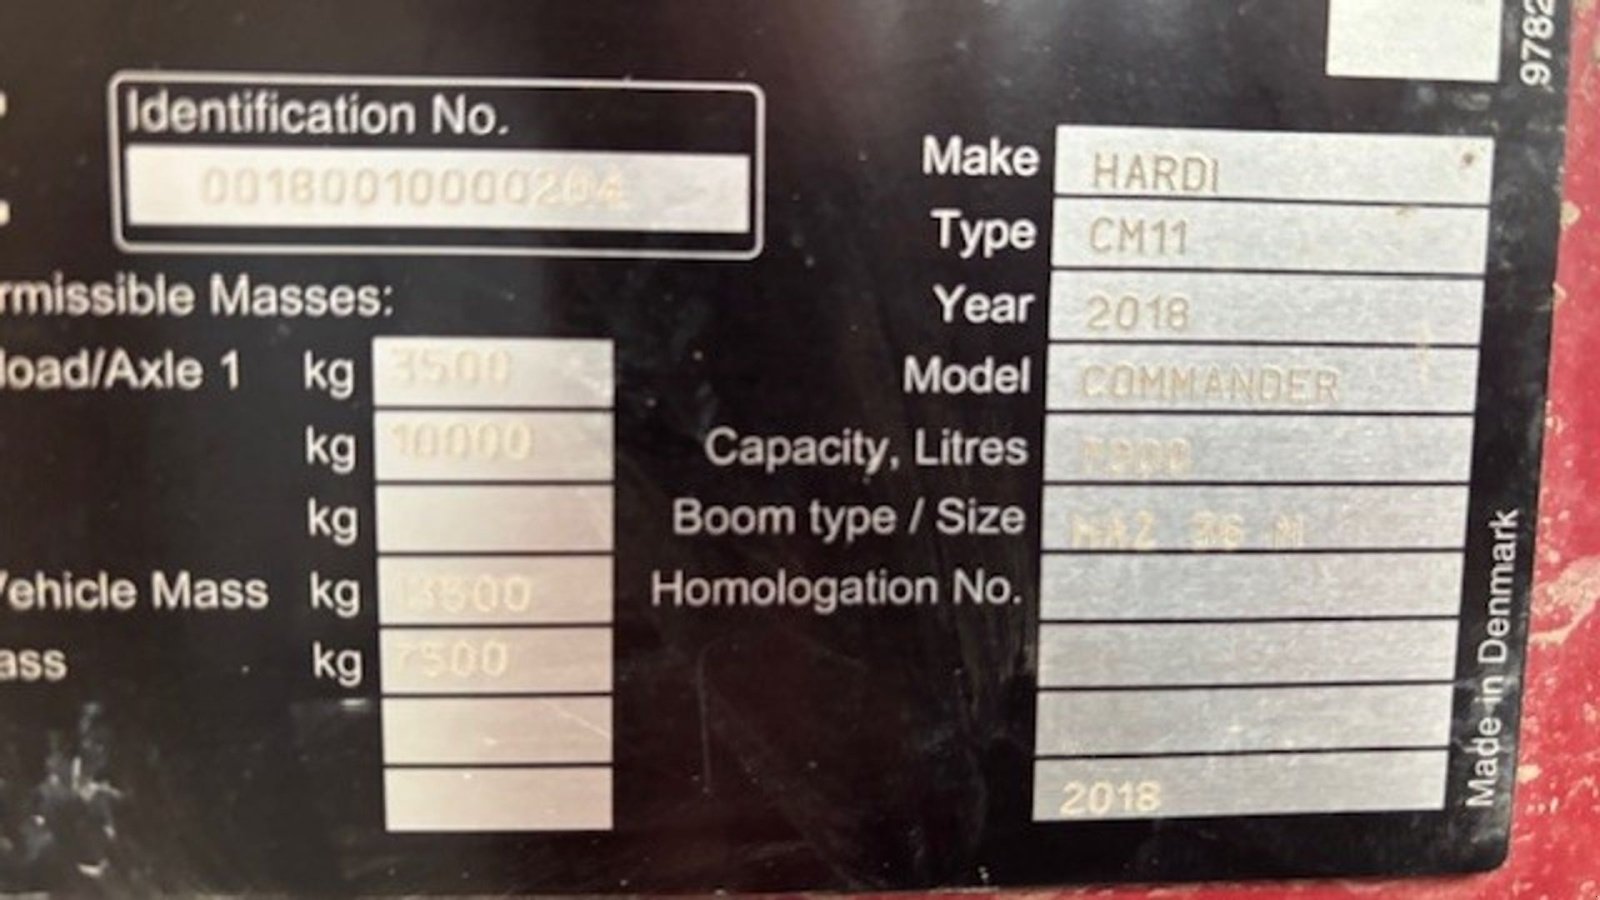 9782
Identification No.
00180010000204
rmissible Masses:
load/Axle 1 kg 3500
kg 10000
kg
Vehicle Mass kg 13500
ass kg 7500
Make HARDI
Type CM11
Year 2018
Model COMMANDER
Capacity, Litres
Boom type / Size 36 M
Homologation No.
2018
Made in Denmark